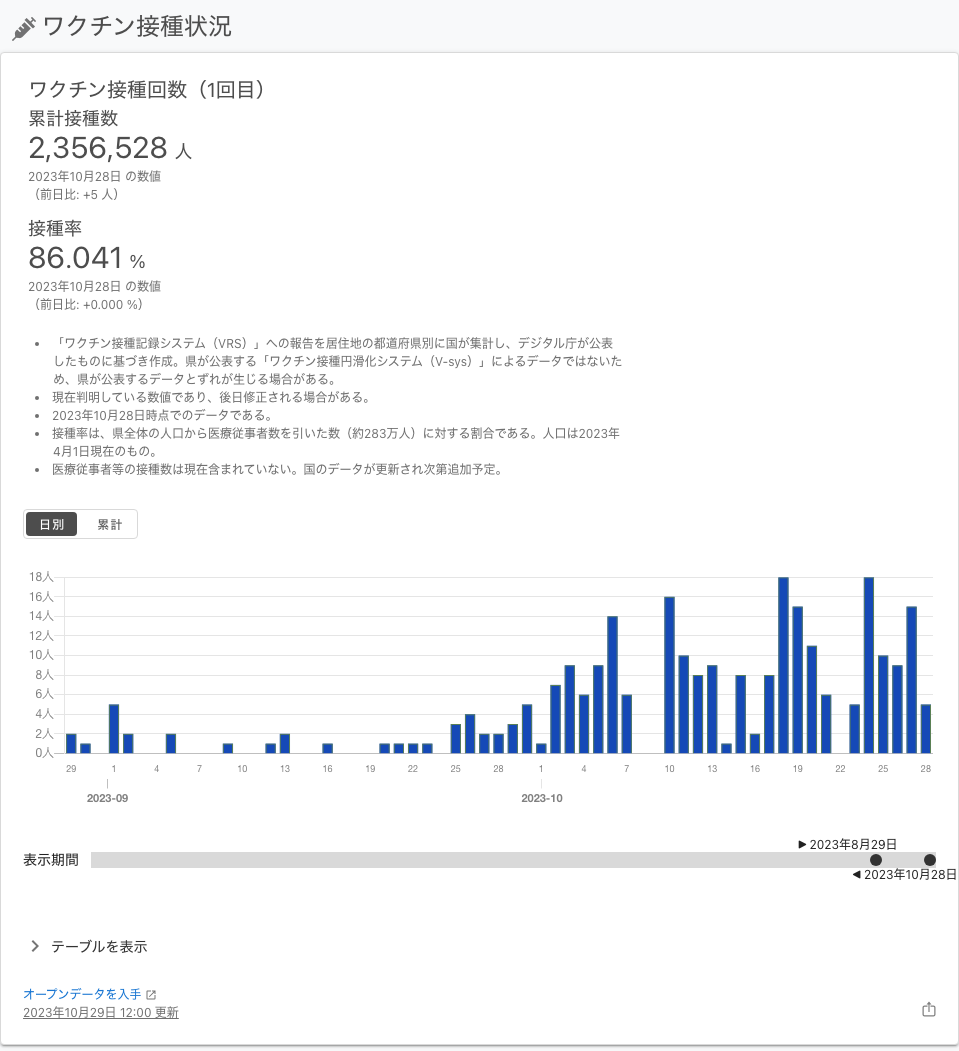 ワクチン接種状況
ワクチン接種回数（1回目）
累計接種数
2,356,528 人
2023年10月28日 の数値
（前日比: +5 人）
接種率
86.041 %
2023年10月28日 の数値
（前日比: +0.000 %）
• 「ワクチン接種記録システム（VRS）」への報告を居住地の都道府県別に国が集計し、デジタル庁が公表
したものに基づき作成。県が公表する「ワクチン接種円滑化システム（V-sys）」によるデータではないた
め、県が公表するデータとずれが生じる場合がある。
• 現在判明している数値であり、後日修正される場合がある。
• 2023年10月28日時点でのデータである。
• 接種率は、県全体の人口から医療従事者数を引いた数（約283万人）に対する割合である。人口は2023年
4月1日現在のもの。
• 医療従事者等の接種数は現在含まれていない。国のデータが更新され次第追加予定。
日別 累計
18人
16人
14人
12人
10人
8人
6人
4人
2人
0人
29 1 4 7 10 13 16 19 22 25 28 1 4 7 10 13 16 19 22 25 28
2023-09 2023-10
▶ 2023年8月29日
表示期間
◀ 2023年10月28日
テーブルを表示
オープンデータを入手
2023年10月29日 12:00 更新